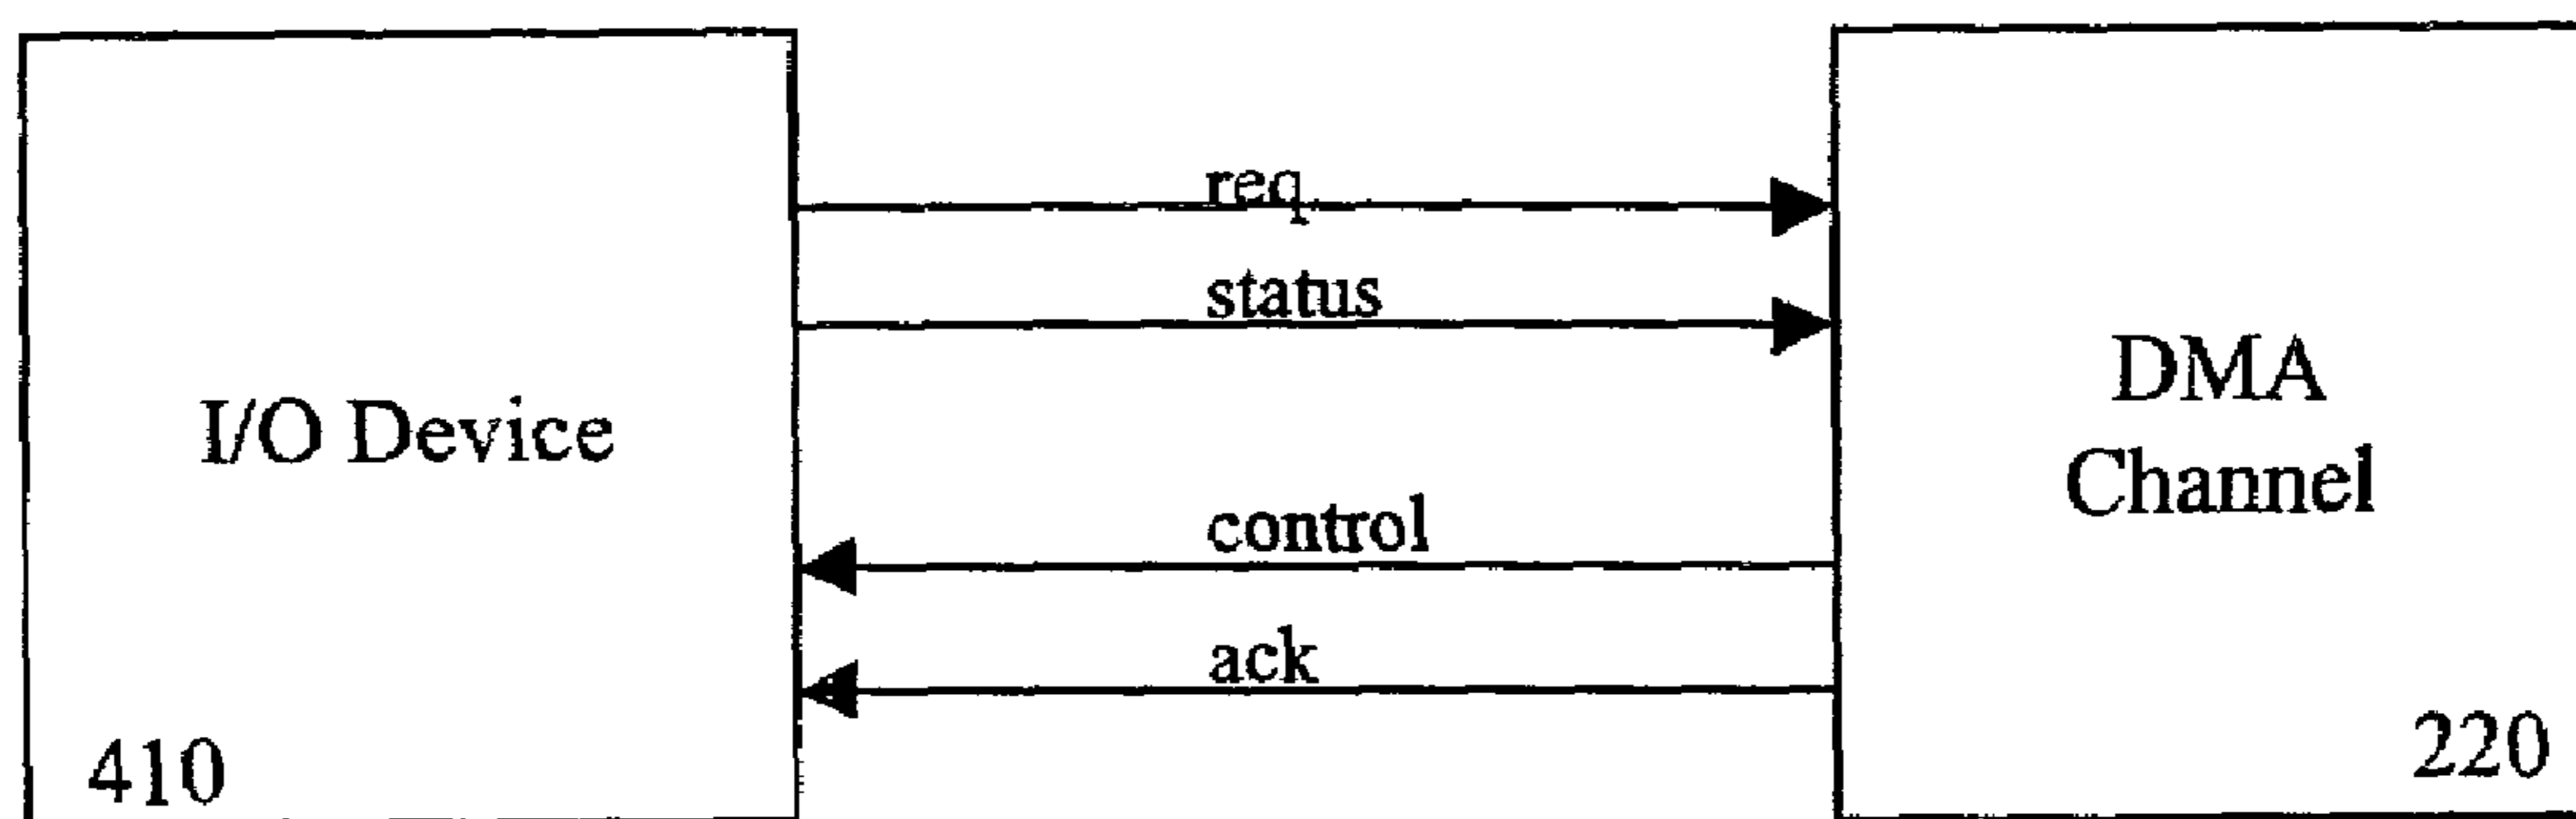 req
status
I/O Device
DMA
Channel
control
ack
410
220